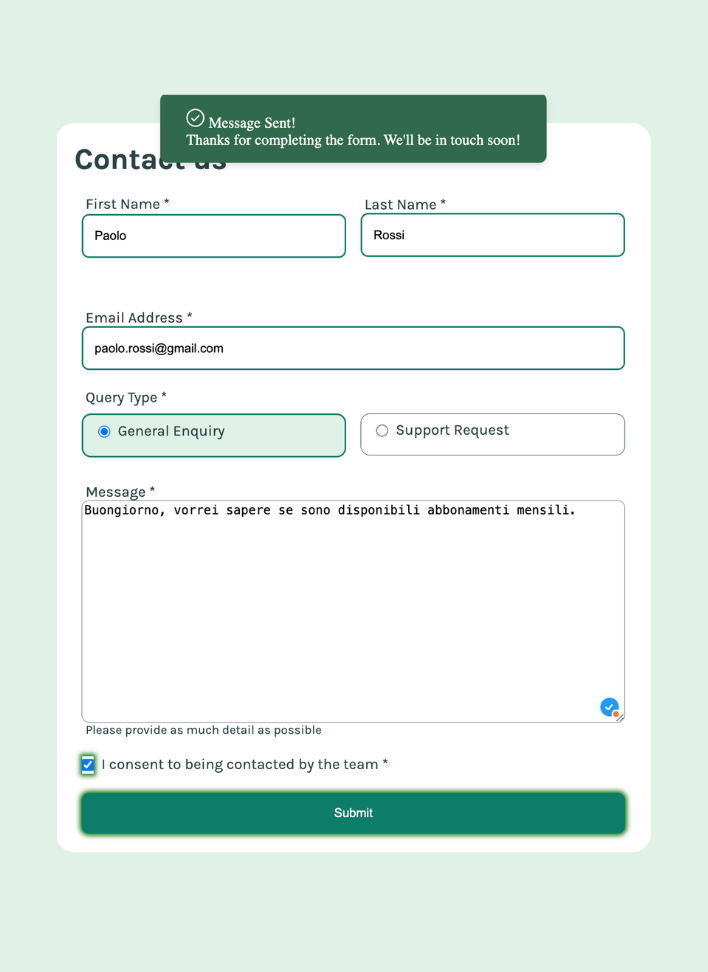 Message Sent!
Thanks for completing the form. We'll be in touch soon!
Contact us
First Name *
Last Name *
Paolo
Rossi
Email Address *
paolo.rossi@gmail.com
Query Type *
General Enquiry
Support Request
Message *
Buongiorno, vorrei sapere se sono disponibili abbonamenti mensili.
Please provide as much detail as possible
I consent to being contacted by the team *
Submit